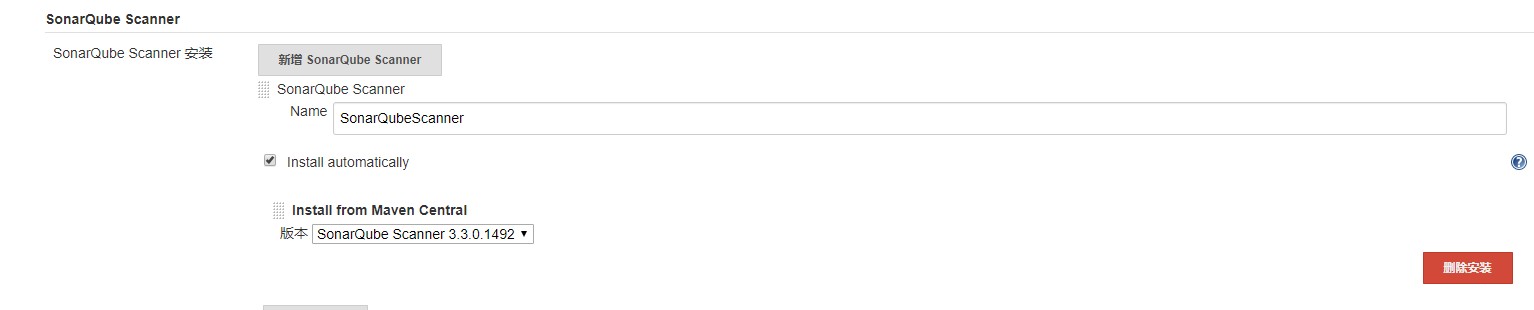 SonarQube Scanner
SonarQube Scanner 安装
新增 SonarQube Scanner
SonarQube Scanner
Name
SonarQubeScanner
Install automatically
?
Install from Maven Central
版本 SonarQube Scanner 3.3.0.1492
删除安装